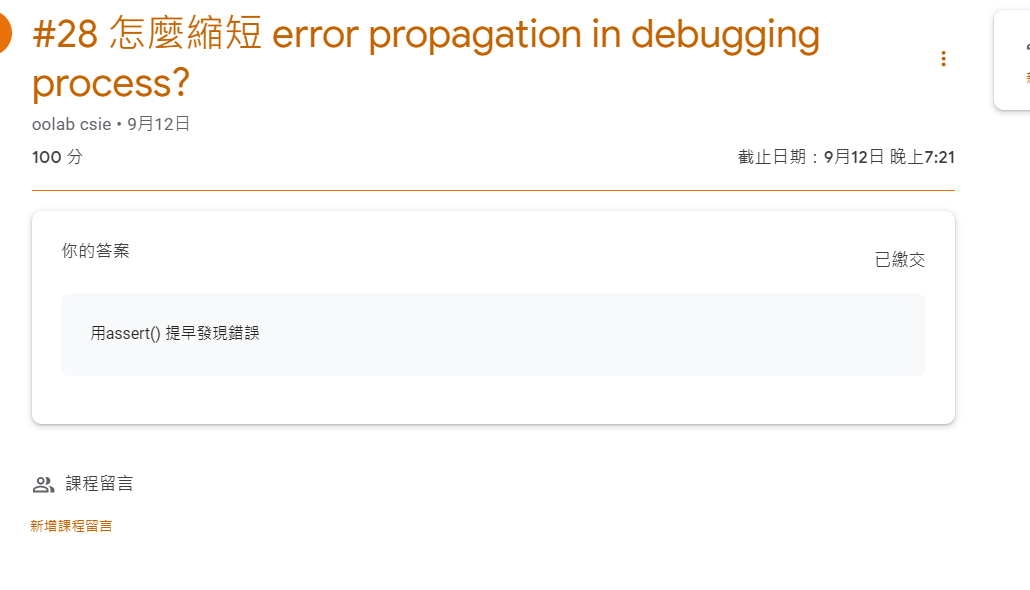 #28 怎麼縮短 error propagation in debugging
process?
oolab csie • 9月12日
100 分
截止日期：9月12日 晚上7:21
你的答案
已繳交
用assert() 提早發現錯誤
課程留言
新增課程留言